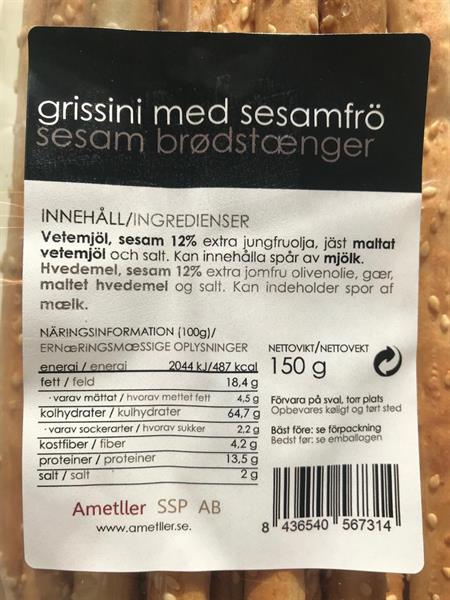 grissini med sesamfrö
sesam brødstænger
INNEHÅLL/INGREDIENSER
Vetemjöl, sesam 12% extra jungfruolja, jäst maltat
vetemjöl och salt. Kan innehålla spår av mjölk.
Hvedemel, sesam 12% extra jomfru olivenolie, gær,
maltet hvedemel og salt. Kan indeholder spor af
mælk.
NÄRINGSINFORMATION (100g)/
ERNæRINGSMæSSIGE OPLYSNINGER
energi / energi 2044 kJ/487 kcal
fett / feld 18,4 g
· varav mättat / hvorav mettet fett 4,5 g
kolhydrater / kulhydrater 64,7 g
· varav sockerarter / hvorav sukker 2,2 g
kostfiber / fiber 4,2 g
proteiner / proteiner 13,5 g
salt / salt 2 g
NETTOVIKT/NETTOVEKT
150 g
Förvara på sval, torr plats
Opbevares køligt og tørt sted
Bäst före: se förpackning
Bedst før: se emballagen
Ametller SSP AB
www.ametller.se.
8 436540 567314